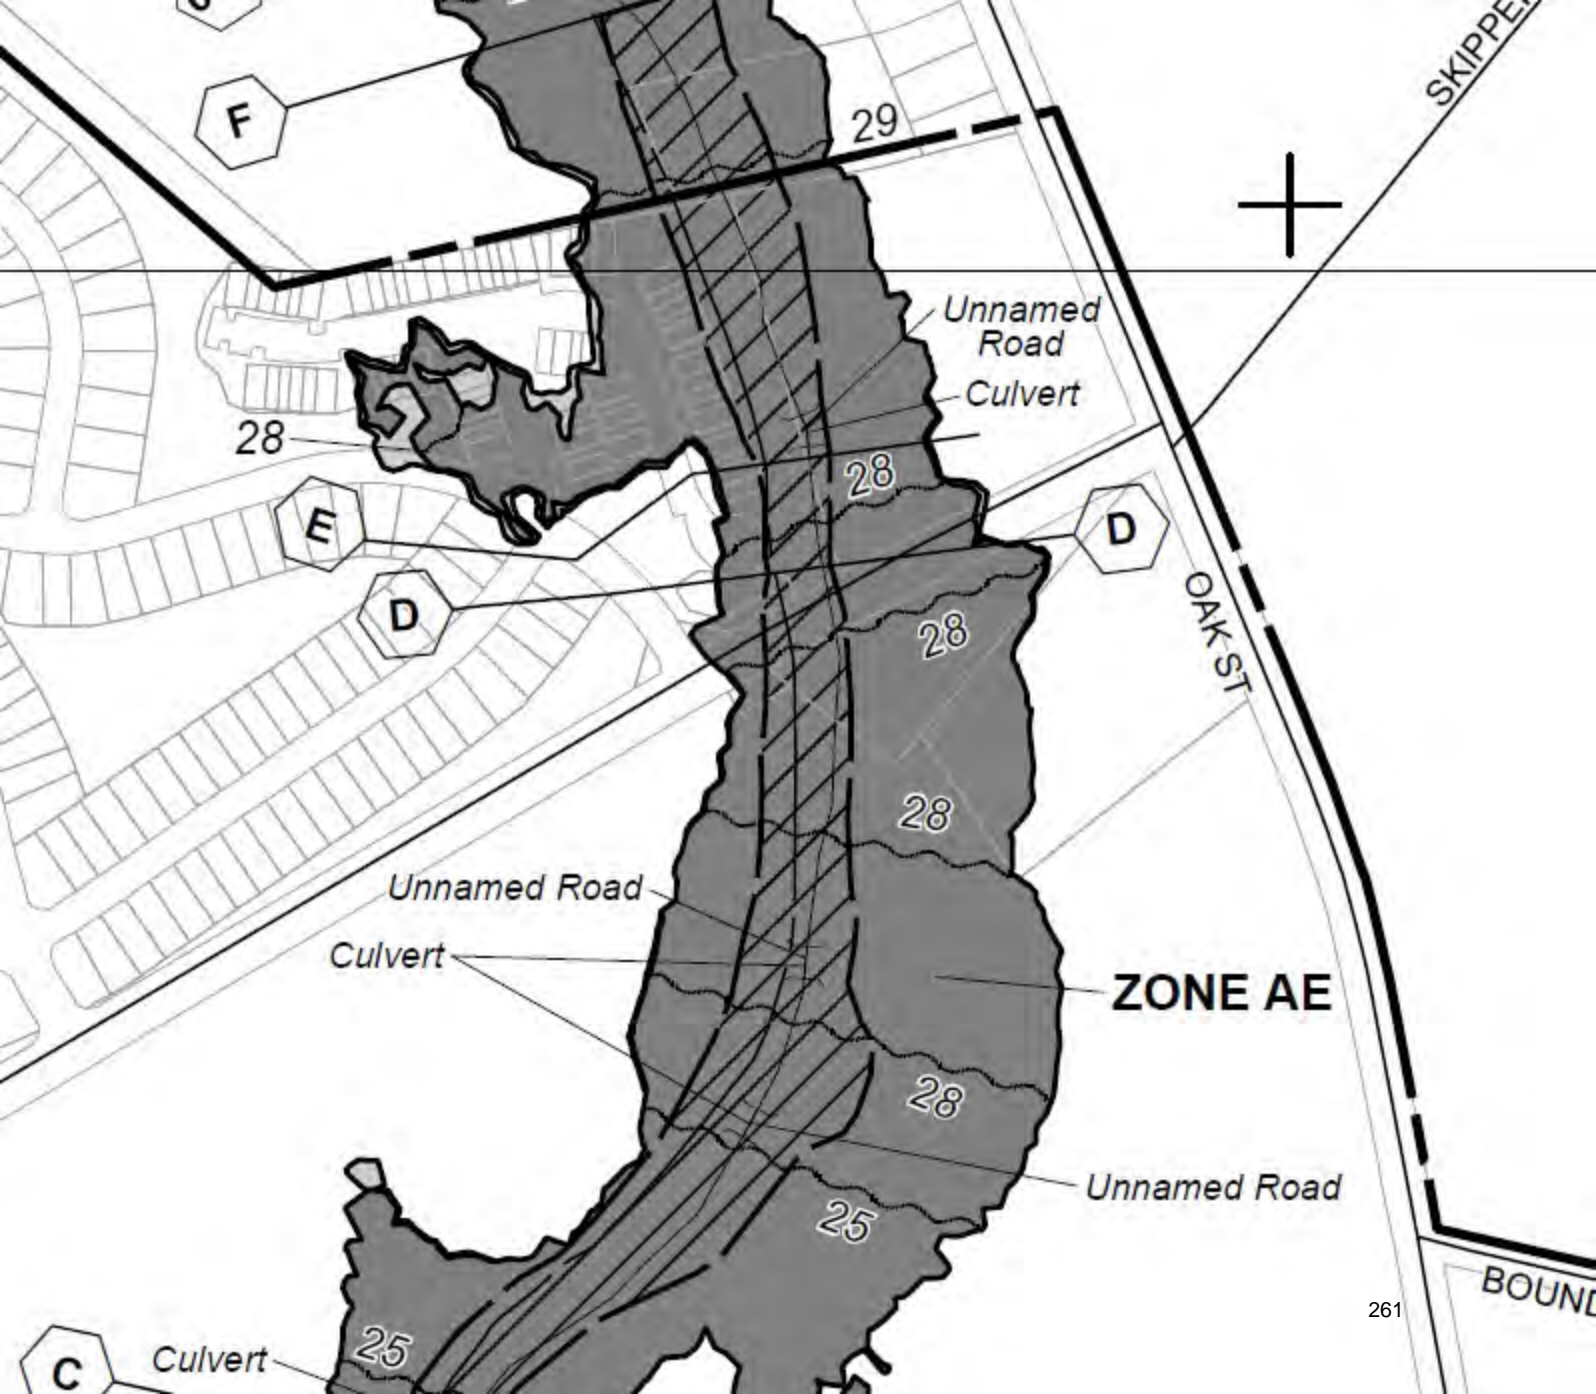 SKIPPER
F
29
Unnamed
Road
Culvert
28
28
E
D
D
28
OAK ST
28
Unnamed Road
Culvert
ZONE AE
28
Unnamed Road
25
BOUND
261
25
Culvert
C